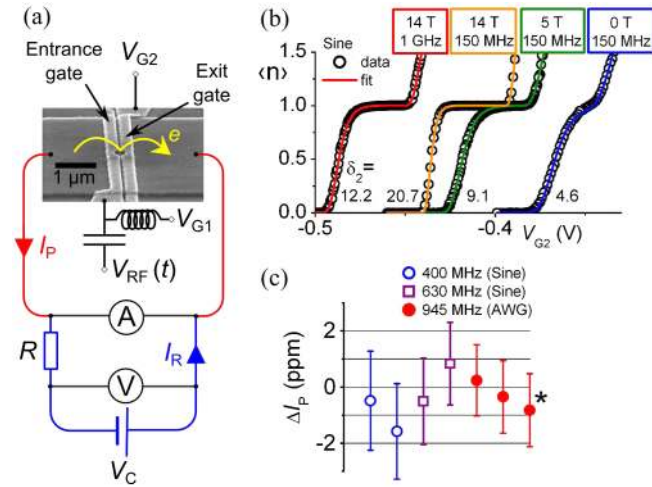 (a)
Entrance
gate
V_G2
Exit
gate
e
1 μm
V_G1
I_P
V_RF (t)
A
R
I_R
V
V_C
(b)
14 T
1 GHz
14 T
150 MHz
5 T
150 MHz
0 T
150 MHz
1.5
⟨n⟩
1.0
0.5
0.0
Sine
data
fit
δ₂=
12.2 20.7 9.1 4.6
-0.5 -0.4
V_G2 (V)
(c)
400 MHz (Sine)
630 MHz (Sine)
945 MHz (AWG)
ΔI_P (ppm)
2
0
-2
*